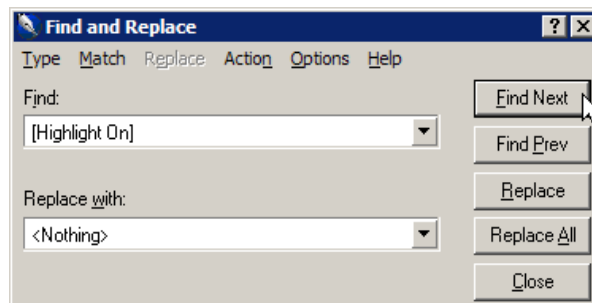 Find and Replace
Type Match Replace Action Options Help
Find:
[Highlight On]
Replace with:
<Nothing>
Find Next
Find Prev
Replace
Replace All
Close